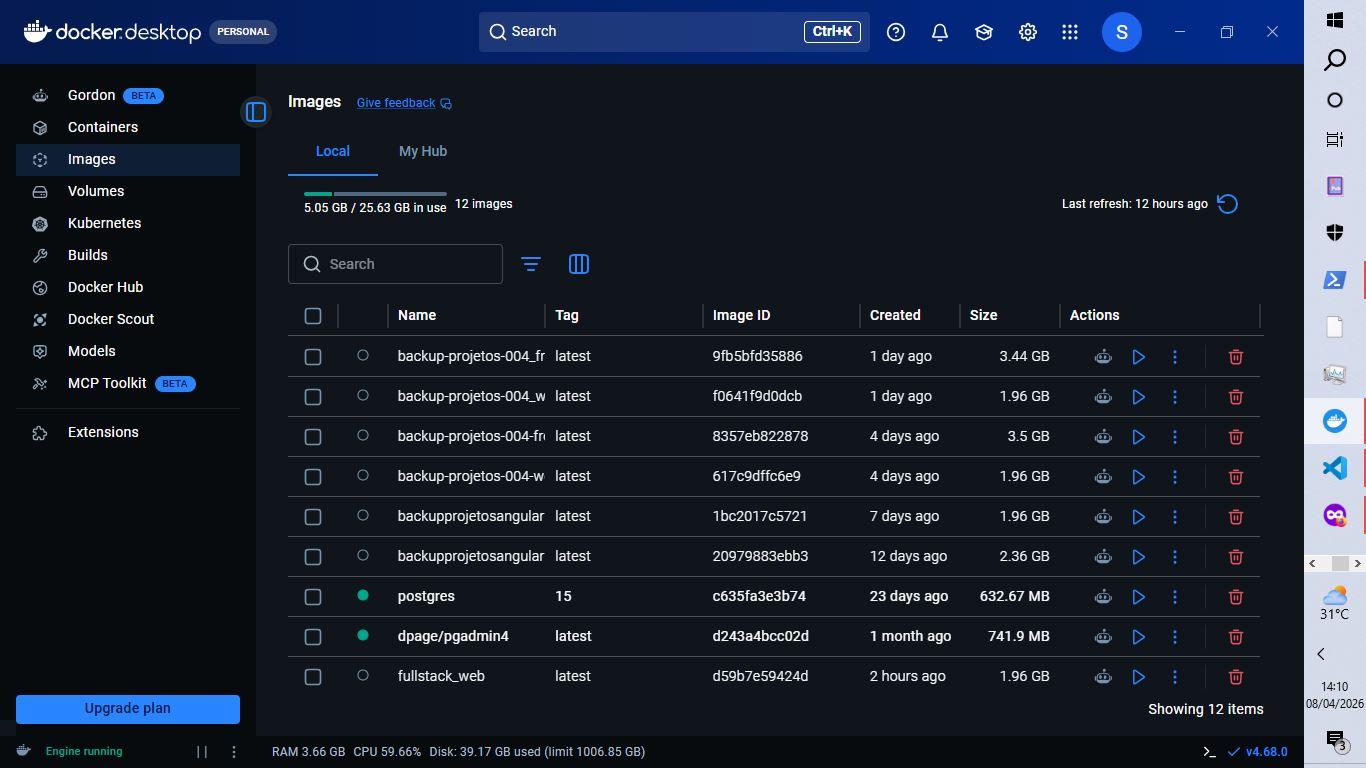 docker.desktop PERSONAL
Search Ctrl+K
S
Gordon BETA
Containers
Images
Volumes
Kubernetes
Builds
Docker Hub
Docker Scout
Models
MCP Toolkit BETA
Extensions
Upgrade plan
Images Give feedback
Local My Hub
5.05 GB / 25.63 GB in use 12 images
Last refresh: 12 hours ago
Search
Name Tag Image ID Created Size Actions
backup-projetos-004_fr latest 9fb5bfd35886 1 day ago 3.44 GB
backup-projetos-004_w latest f0641f9d0dcb 1 day ago 1.96 GB
backup-projetos-004-fr latest 8357eb822878 4 days ago 3.5 GB
backup-projetos-004-w latest 617c9dffc6e9 4 days ago 1.96 GB
backupprojetosangular latest 1bc2017c5721 7 days ago 1.96 GB
backupprojetosangular latest 20979883ebb3 12 days ago 2.36 GB
postgres 15 c635fa3e3b74 23 days ago 632.67 MB
dpage/pgadmin4 latest d243a4bcc02d 1 month ago 741.9 MB
fullstack_web latest d59b7e59424d 2 hours ago 1.96 GB
Showing 12 items
Engine running
RAM 3.66 GB CPU 59.66% Disk: 39.17 GB used (limit 1006.85 GB)
v4.68.0
31°C
14:10
08/04/2026
3